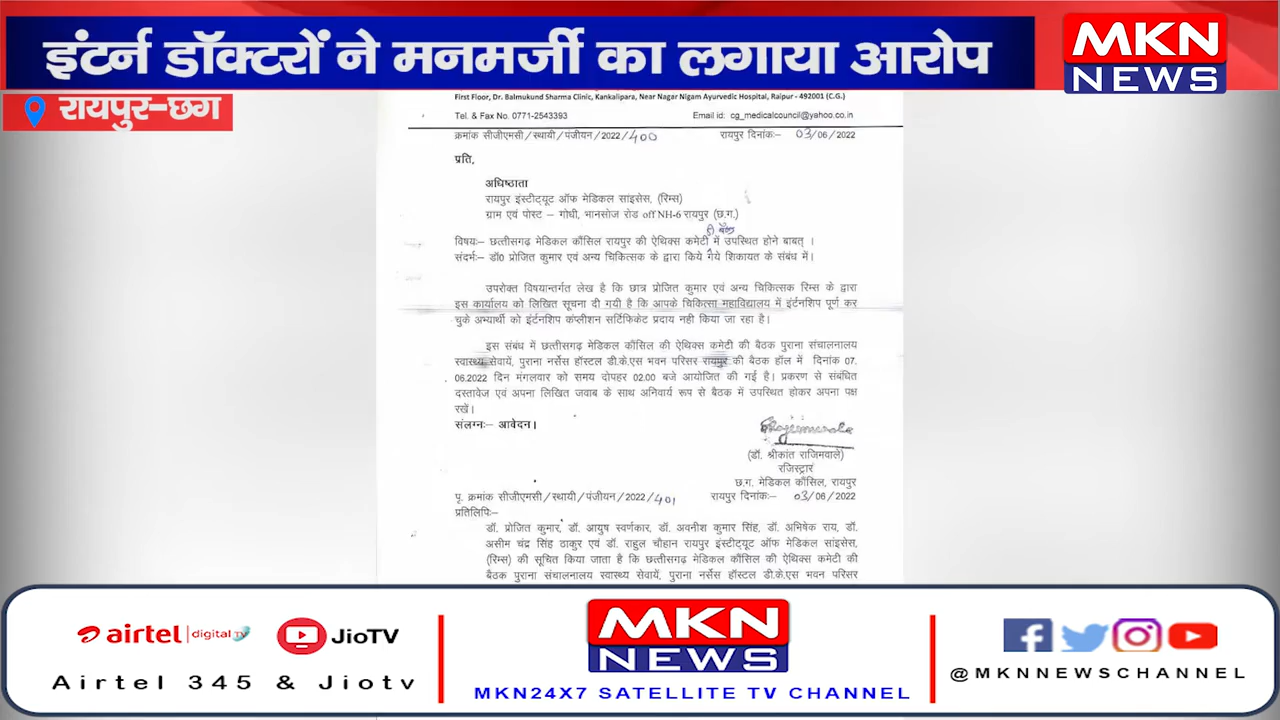 इंटर्न डॉक्टरों ने मनमर्जी का लगाया आरोप
MKN
NEWS
रायपुर-छग
First Floor, Dr. Balmukund Sharma Clinic, Kankalipara, Near Nagar Nigam Ayurvedic Hospital, Raipur - 492001 (C.G.)
Tel. & Fax No. 0771-2543393 Email id: cg_medicalcouncil@yahoo.co.in
क्रमांक सीजीएमसी/स्थायी/पंजीयन/2022/400 रायपुर दिनांकः- 03/06/2022
प्रति,
अधिष्ठाता
रायपुर इंस्टीट्यूट ऑफ मेडिकल साइसेस, (रिम्स)
ग्राम एवं पोस्ट – गोधी, भानसोज रोड off NH-6 रायपुर (छ.ग.)
की बैठक
विषयः- छत्तीसगढ़ मेडिकल कौंसिल रायपुर की ऐथिक्स कमेटी में उपस्थित होने बाबत् ।
संदर्भः- डॉ0 प्रोजित कुमार एवं अन्य चिकित्सक के द्वारा किये गये शिकायत के संबंध में।
उपरोक्त विषयान्तर्गत लेख है कि छात्र प्रोजित कुमार एवं अन्य चिकित्सक रिम्स के द्वारा
इस कार्यालय को लिखित सूचना दी गयी है कि आपके चिकित्सा महाविद्यालय में इंर्टनशिप पूर्ण कर
चुके अभ्यार्थी को इंर्टनशिप कंप्लीशन सर्टिफिकेट प्रदाय नही किया जा रहा है।
इस संबंध में छत्तीसगढ़ मेडिकल कौंसिल की ऐथिक्स कमेटी की बैठक पुराना संचालनालय
स्वास्थ्य सेवायें, पुराना नर्सेस हॉस्टल डी.के.एस भवन परिसर रायपुर की बैठक हॉल में दिनांक 07.
06.2022 दिन मंगलवार को समय दोपहर 02.00 बजे आयोजित की गई है। प्रकरण से संबंधित
दस्तावेज एवं अपना लिखित जवाब के साथ अनिवार्य रूप से बैठक में उपस्थित होकर अपना पक्ष
रखें।
संलग्नः- आवेदन।
(डॉ. श्रीकांत राजिमवाले)
रजिस्ट्रार
छ.ग. मेडिकल कौंसिल, रायपुर
पृ. क्रमांक सीजीएमसी/स्थायी/पंजीयन/2022/401 रायपुर दिनांकः- 03/06/2022
प्रतिलिपिः-
डॉ. प्रोजित कुमार, डॉ. आयुष स्वर्णकार, डॉ. अवनीश कुमार सिंह, डॉ. अभिषेक राय, डॉ.
असीम चंद्र सिंह ठाकुर एवं डॉ. राहुल चौहान रायपुर इंस्टीट्यूट ऑफ मेडिकल साइंसेस,
(रिम्स) की सूचित किया जाता है कि छत्तीसगढ़ मेडिकल कौंसिल की ऐथिक्स कमेटी की
बैठक पुराना संचालनालय स्वास्थ्य सेवायें, पुराना नर्सेस हॉस्टल डी.के.एस भवन परिसर
airtel digital TV JioTV
Airtel 345 & Jiotv
MKN
NEWS
MKN24X7 SATELLITE TV CHANNEL
@MKNNEWSCHANNEL